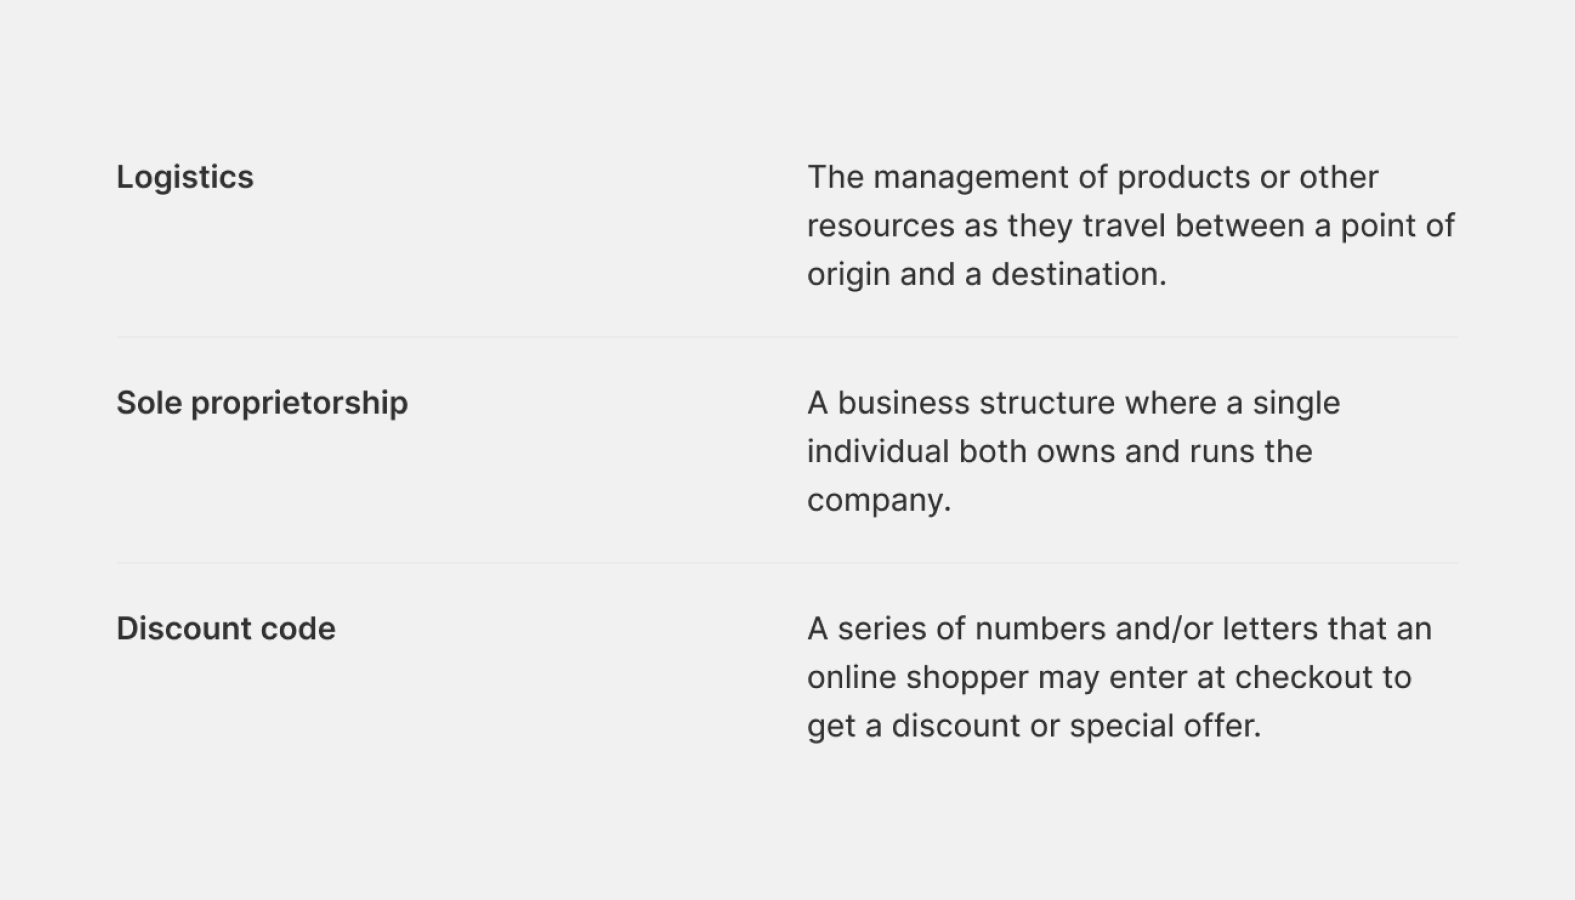 Logistics
The management of products or other
resources as they travel between a point of
origin and a destination.
Sole proprietorship
A business structure where a single
individual both owns and runs the
company.
Discount code
A series of numbers and/or letters that an
online shopper may enter at checkout to
get a discount or special offer.